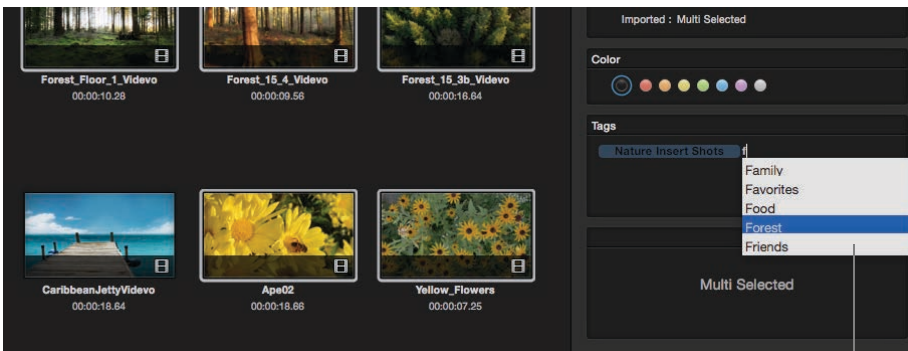 Imported : Multi Selected
Forest_Floor_1_Videvo
Forest_15_4_Videvo
Forest_15_3b_Videvo
00:00:10.28
00:00:09.56
00:00:16.64
Color
Tags
Nature Insert Shots f
Family
Favorites
Food
Forest
Friends
CaribbeanJettyVidevo
Ape02
Yellow_Flowers
00:00:18.64
00:00:18.66
00:00:07.25
Multi Selected